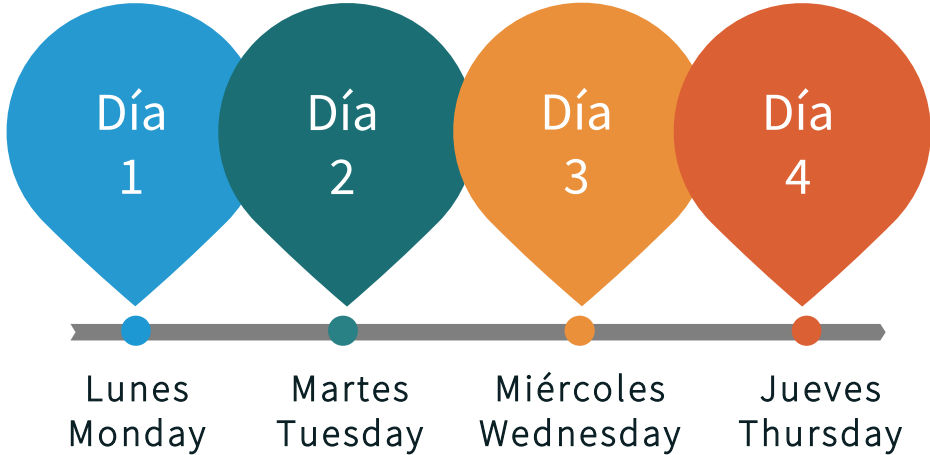 Día
1
Día
2
Día
3
Día
4
Lunes
Monday
Martes
Tuesday
Miércoles
Wednesday
Jueves
Thursday